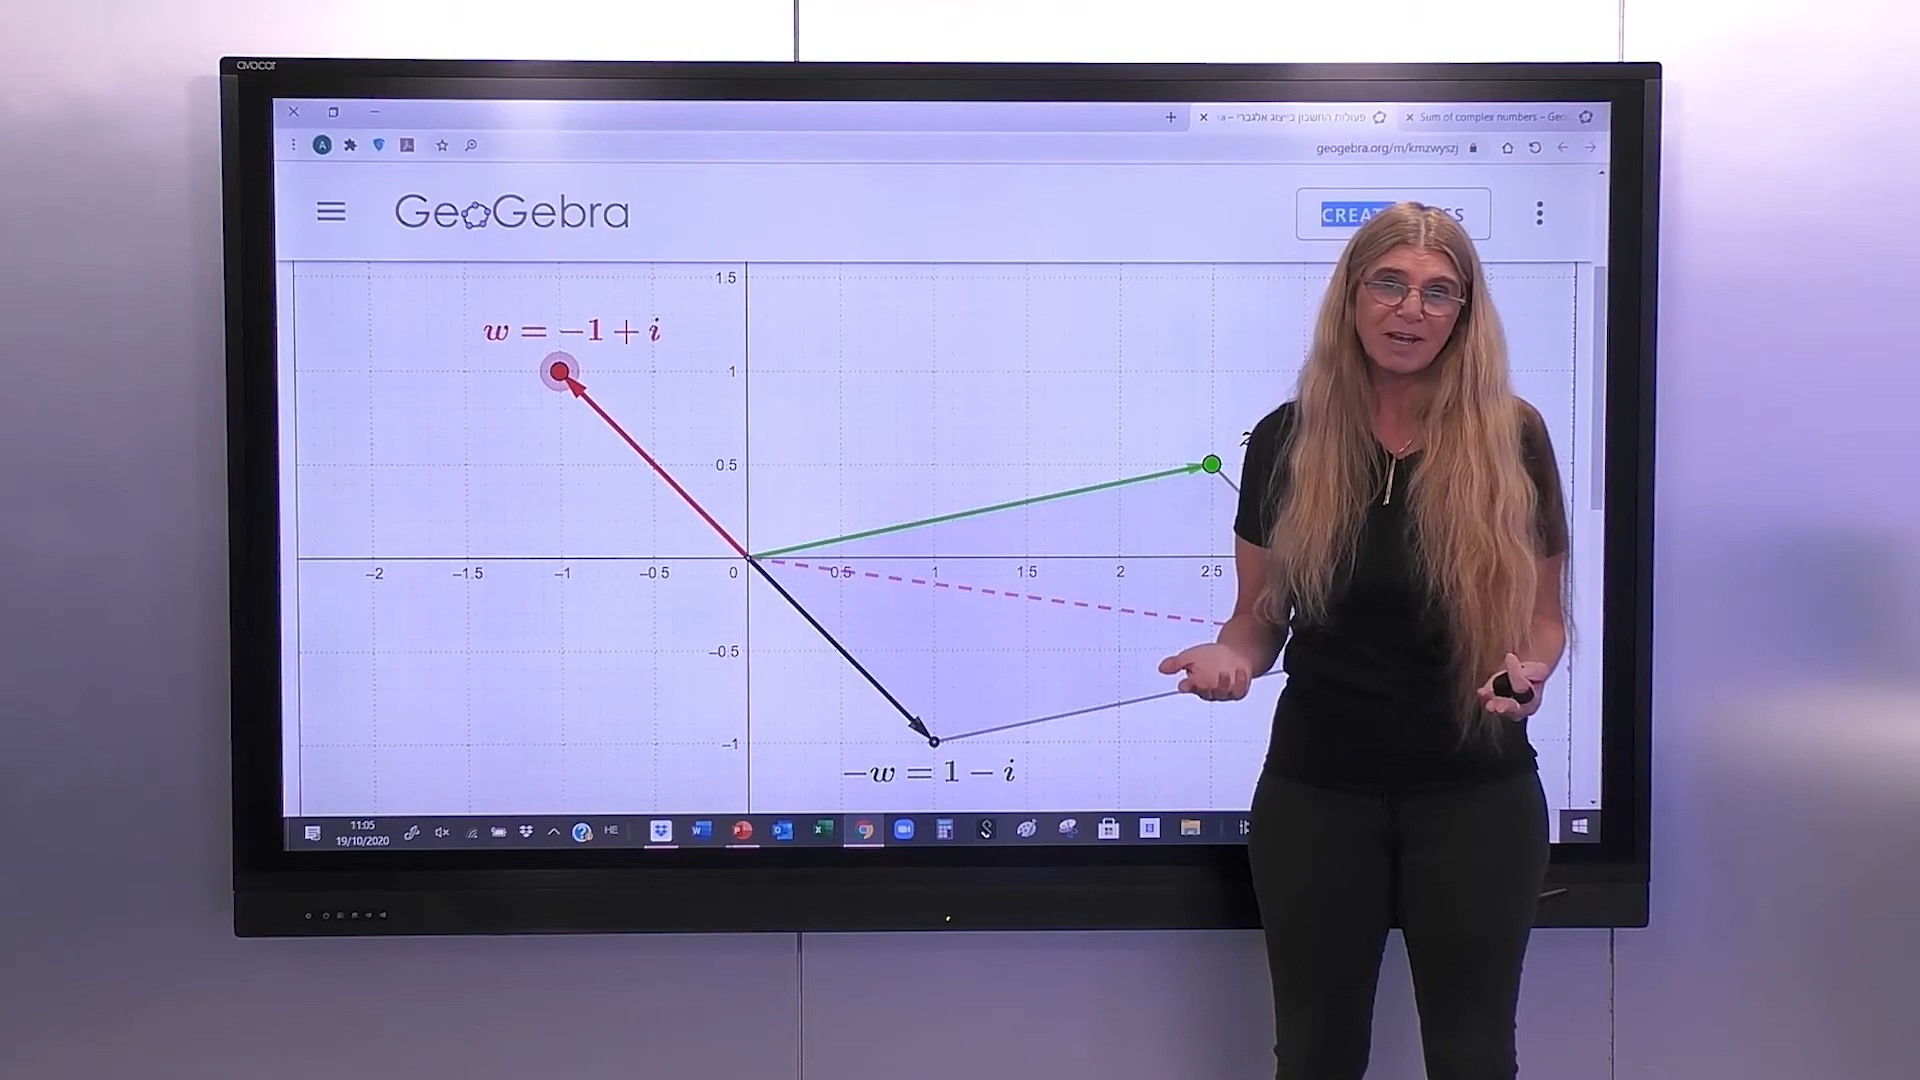 avocor
פעולות החשבון בייצוג אלגברי – ra
Sum of complex numbers – Geo
A
geogebra.org/m/kmzwyszj
GeoGebra
CREAT SS
1.5
w = −1 + i
1
0.5
z
−2 −1.5 −1 −0.5 0 0.5 1 1.5 2 2.5
−0.5
−1
−w = 1 − i
11:05
19/10/2020
HE